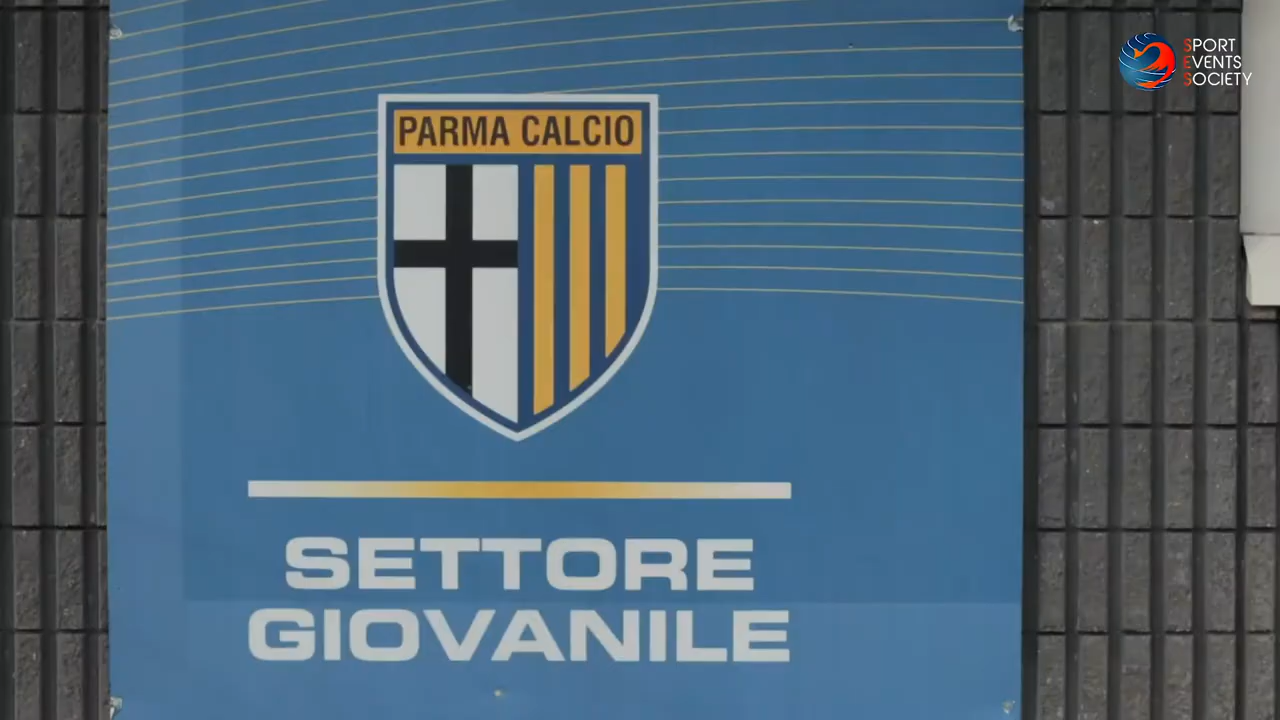 PARMA CALCIO
SETTORE
GIOVANILE
SPORT
EVENTS
SOCIETY